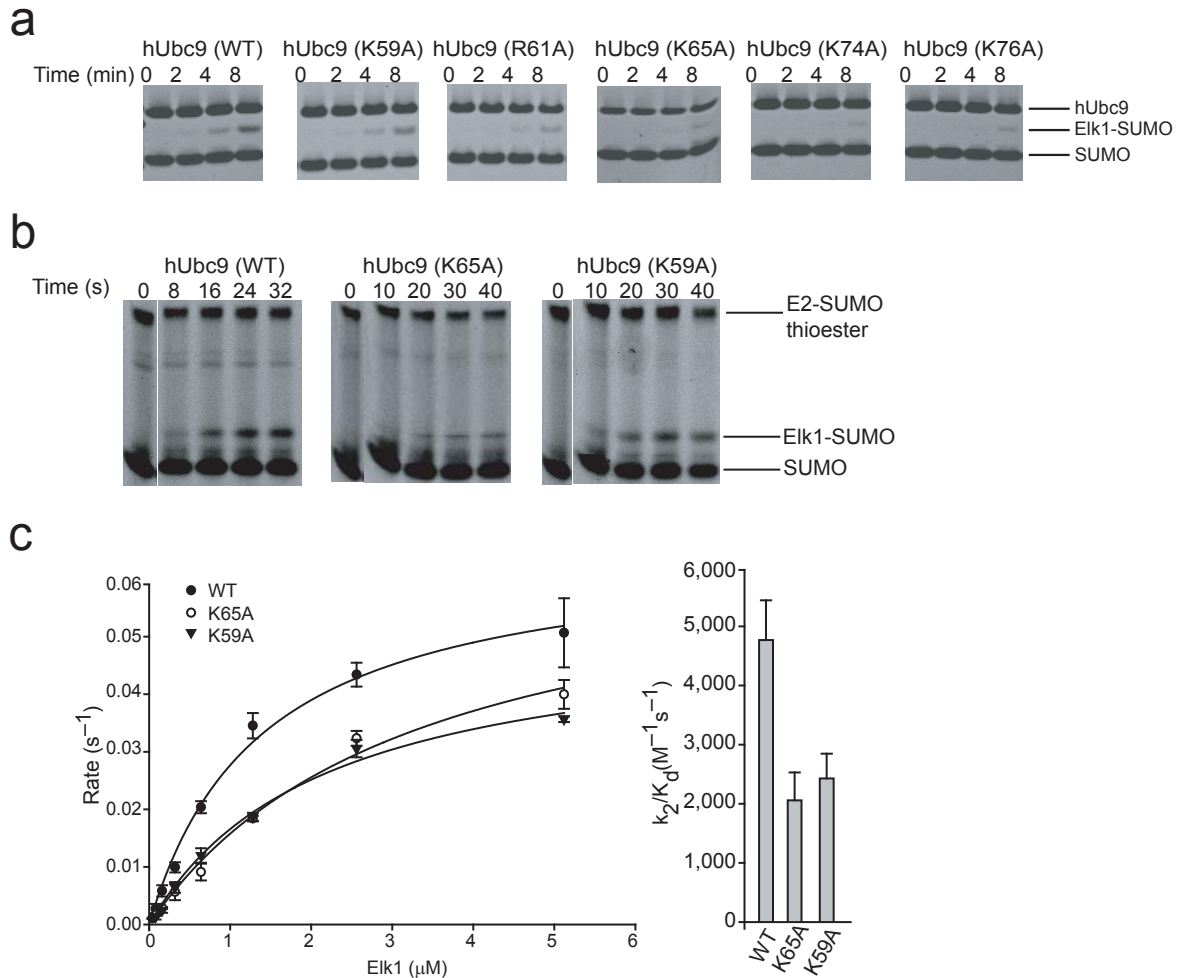 a
hUbc9 (WT) hUbc9 (K59A) hUbc9 (R61A) hUbc9 (K65A) hUbc9 (K74A) hUbc9 (K76A)
Time (min) 0 2 4 8 0 2 4 8 0 2 4 8 0 2 4 8 0 2 4 8 0 2 4 8
hUbc9
Elk1-SUMO
SUMO
b
hUbc9 (WT) hUbc9 (K65A) hUbc9 (K59A)
Time (s) 0 8 16 24 32 0 10 20 30 40 0 10 20 30 40
E2-SUMO
thioester
Elk1-SUMO
SUMO
c
0.06
0.05
0.04
0.03
0.02
0.01
0.00
Rate (s⁻¹)
WT
K65A
K59A
0 1 2 3 4 5 6
Elk1 (μM)
6,000
5,000
4,000
3,000
2,000
1,000
0
k₂/K_d(M⁻¹s⁻¹)
WT K65A K59A